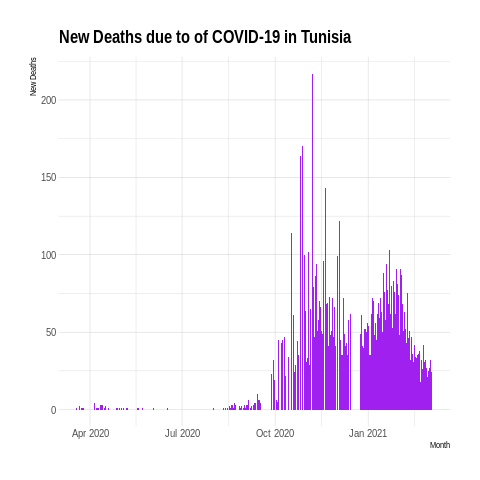 New Deaths due to of COVID-19 in Tunisia
New Deaths
200
150
100
50
0
Apr 2020 Jul 2020 Oct 2020 Jan 2021
Month